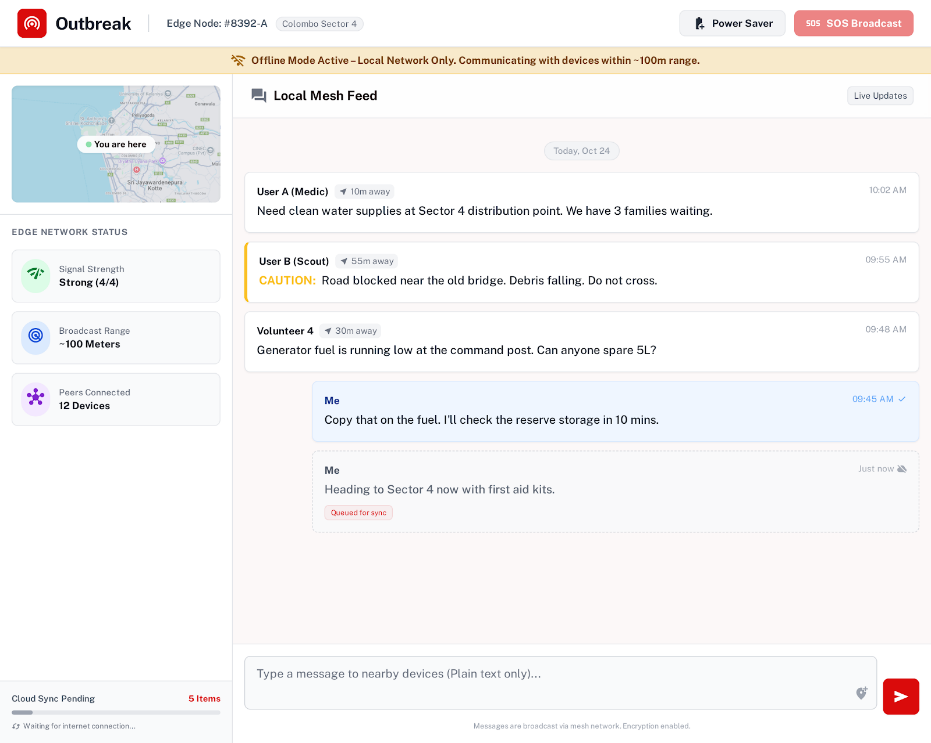 Outbreak
Edge Node: #8392-A
Colombo Sector 4
Power Saver
SOS SOS Broadcast
Offline Mode Active – Local Network Only. Communicating with devices within ~100m range.
You are here
Sri Jayawardenepura
Kotte
EDGE NETWORK STATUS
Signal Strength
Strong (4/4)
Broadcast Range
~100 Meters
Peers Connected
12 Devices
Cloud Sync Pending
5 Items
Waiting for internet connection...
Local Mesh Feed
Live Updates
Today, Oct 24
User A (Medic)
10m away
10:02 AM
Need clean water supplies at Sector 4 distribution point. We have 3 families waiting.
User B (Scout)
55m away
09:55 AM
CAUTION: Road blocked near the old bridge. Debris falling. Do not cross.
Volunteer 4
30m away
09:48 AM
Generator fuel is running low at the command post. Can anyone spare 5L?
Me
09:45 AM
Copy that on the fuel. I'll check the reserve storage in 10 mins.
Me
Just now
Heading to Sector 4 now with first aid kits.
Queued for sync
Type a message to nearby devices (Plain text only)...
Messages are broadcast via mesh network. Encryption enabled.